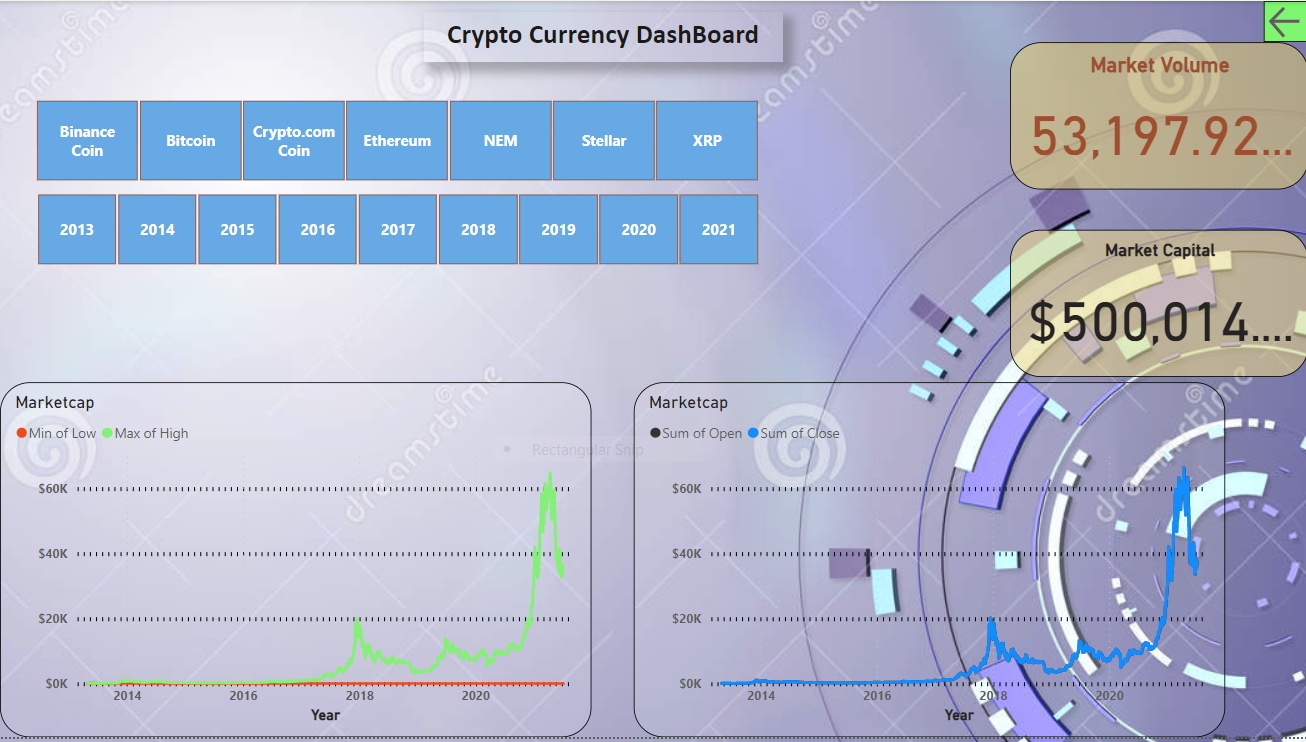 Crypto Currency DashBoard
Market Volume
53,197.92...
Binance
Coin
Bitcoin
Crypto.com
Coin
Ethereum
NEM
Stellar
XRP
2013
2014
2015
2016
2017
2018
2019
2020
2021
Market Capital
$500,014....
Marketcap
Min of Low
Max of High
Rectangular Snip
$60K
$40K
$20K
$0K
2014
2016
2018
2020
Year
Marketcap
Sum of Open
Sum of Close
$60K
$40K
$20K
$0K
2014
2016
2018
2020
Year
dreamstime
dreamstime
dreamstime
dreamstime